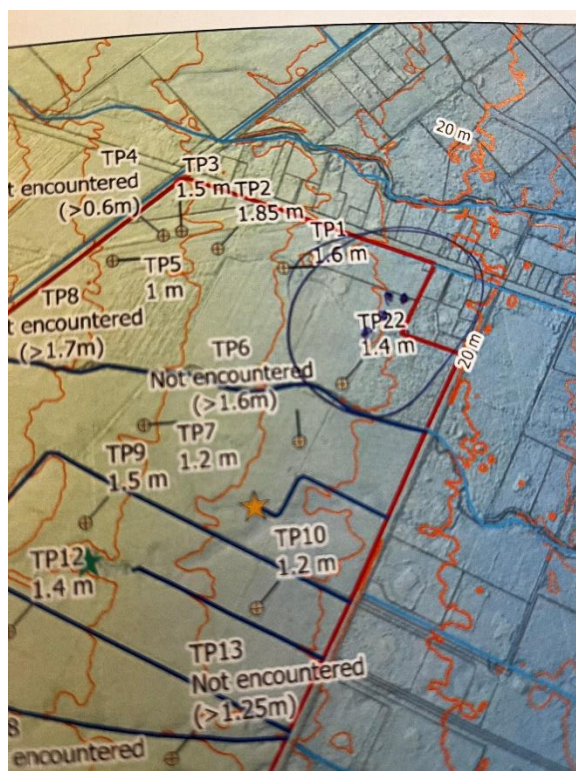 20 m
TP4
t encountered
(>0.6m)
TP3
1.5 m
TP2
1.85 m
TP1
1.6 m
TP5
1 m
TP8
t encountered
(>1.7m)
TP22
1.4 m
20 m
TP6
Not encountered
(>1.6m)
TP7
1.2 m
TP9
1.5 m
TP10
1.2 m
TP12
1.4 m
TP13
Not encountered
(>1.25m)
8
encountered